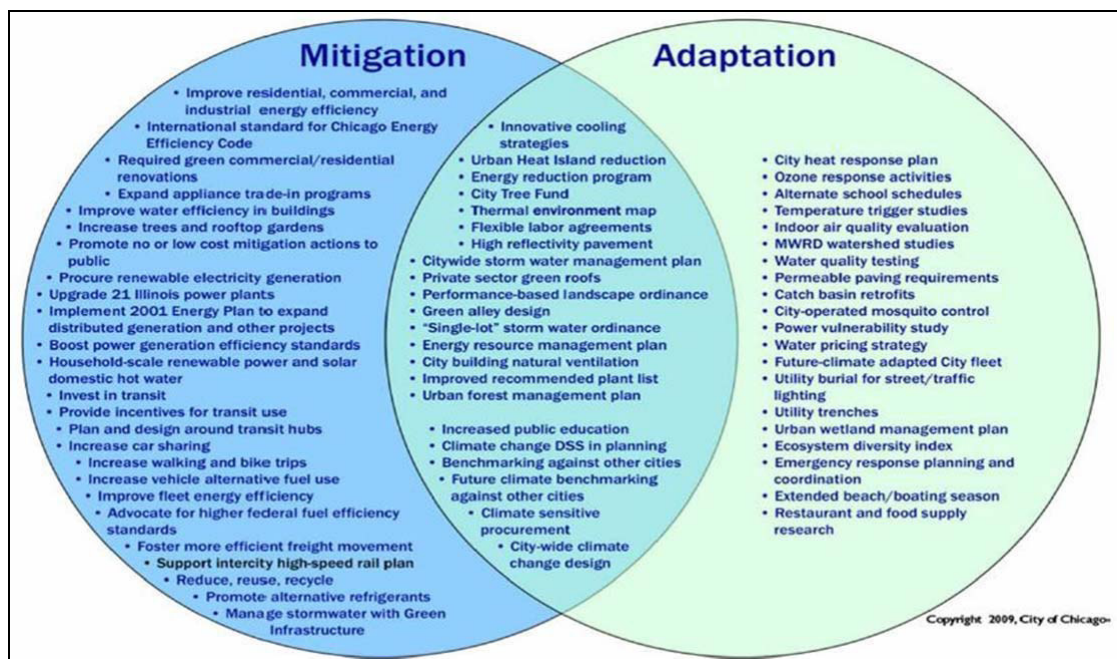 Mitigation
Adaptation
• Improve residential, commercial, and
industrial energy efficiency
• International standard for Chicago Energy
Efficiency Code
• Required green commercial/residential
renovations
• Expand appliance trade-in programs
• Improve water efficiency in buildings
• Increase trees and rooftop gardens
• Promote no or low cost mitigation actions to
public
• Procure renewable electricity generation
• Upgrade 21 Illinois power plants
• Implement 2001 Energy Plan to expand
distributed generation and other projects
• Boost power generation efficiency standards
• Household-scale renewable power and solar
domestic hot water
• Invest in transit
• Provide incentives for transit use
• Plan and design around transit hubs
• Increase car sharing
• Increase walking and bike trips
• Increase vehicle alternative fuel use
• Improve fleet energy efficiency
• Advocate for higher federal fuel efficiency
standards
• Foster more efficient freight movement
• Support intercity high-speed rail plan
• Reduce, reuse, recycle
• Promote alternative refrigerants
• Manage stormwater with Green
Infrastructure
• Innovative cooling
strategies
• Urban Heat Island reduction
• Energy reduction program
• City Tree Fund
• Thermal environment map
• Flexible labor agreements
• High reflectivity pavement
• Citywide storm water management plan
• Private sector green roofs
• Performance-based landscape ordinance
• Green alley design
• “Single-lot” storm water ordinance
• Energy resource management plan
• City building natural ventilation
• Improved recommended plant list
• Urban forest management plan
• Increased public education
• Climate change DSS in planning
• Benchmarking against other cities
• Future climate benchmarking
against other cities
• Climate sensitive
procurement
• City-wide climate
change design
• City heat response plan
• Ozone response activities
• Alternate school schedules
• Temperature trigger studies
• Indoor air quality evaluation
• MWRD watershed studies
• Water quality testing
• Permeable paving requirements
• Catch basin retrofits
• City-operated mosquito control
• Power vulnerability study
• Water pricing strategy
• Future-climate adapted City fleet
• Utility burial for street/traffic
lighting
• Utility trenches
• Urban wetland management plan
• Ecosystem diversity index
• Emergency response planning and
coordination
• Extended beach/boating season
• Restaurant and food supply
research
Copyright 2009, City of Chicago